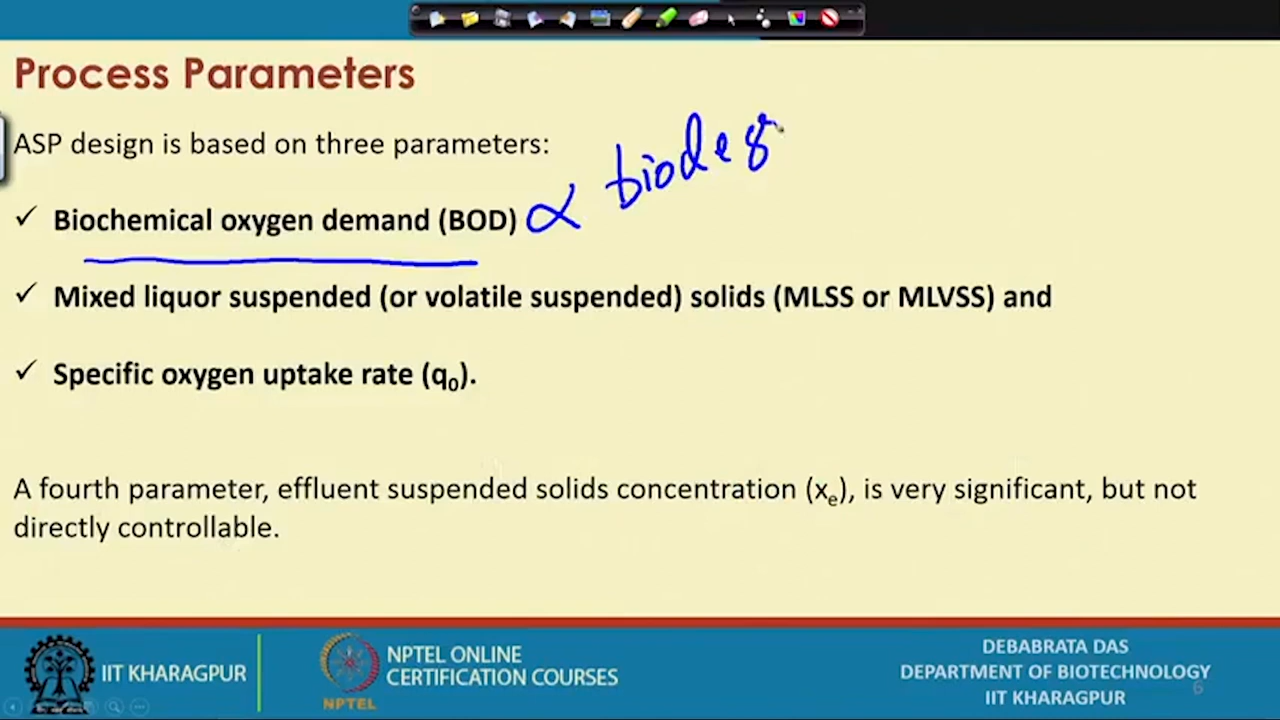 Process Parameters
ASP design is based on three parameters:
✓ Biochemical oxygen demand (BOD) ∝ biodeg
✓ Mixed liquor suspended (or volatile suspended) solids (MLSS or MLVSS) and
✓ Specific oxygen uptake rate (q₀).
A fourth parameter, effluent suspended solids concentration (xₑ), is very significant, but not
directly controllable.
IIT KHARAGPUR
NPTEL
NPTEL ONLINE
CERTIFICATION COURSES
DEBABRATA DAS
DEPARTMENT OF BIOTECHNOLOGY
IIT KHARAGPUR
6